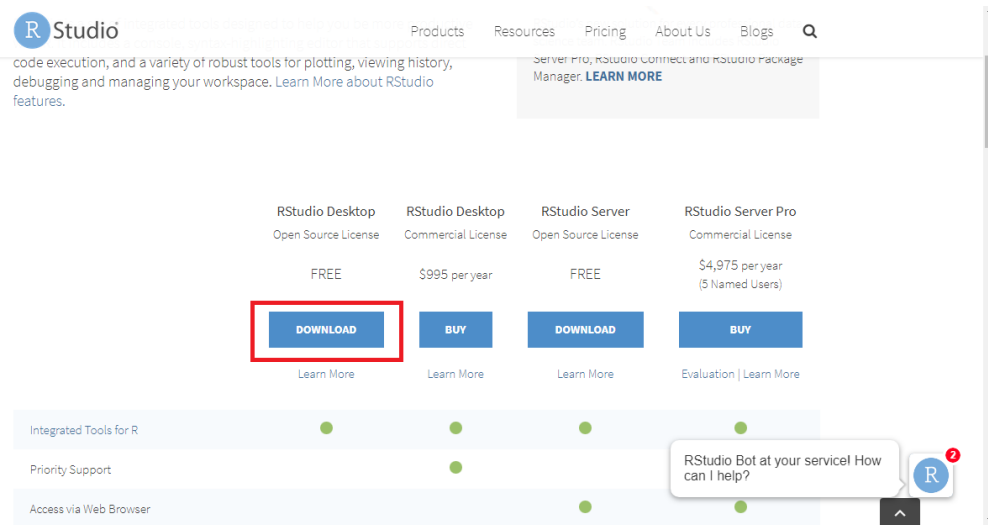 R Studio
Products Resources Pricing About Us Blogs
code execution, and a variety of robust tools for plotting, viewing history,
debugging and managing your workspace. Learn More about RStudio
features.
Server Pro, RStudio Connect and RStudio Package
Manager. LEARN MORE
RStudio Desktop RStudio Desktop RStudio Server RStudio Server Pro
Open Source License Commercial License Open Source License Commercial License
FREE $995 per year FREE $4,975 per year
(5 Named Users)
DOWNLOAD BUY DOWNLOAD BUY
Learn More Learn More Learn More Evaluation | Learn More
Integrated Tools for R
Priority Support
Access via Web Browser
RStudio Bot at your service! How
can I help?
R
2